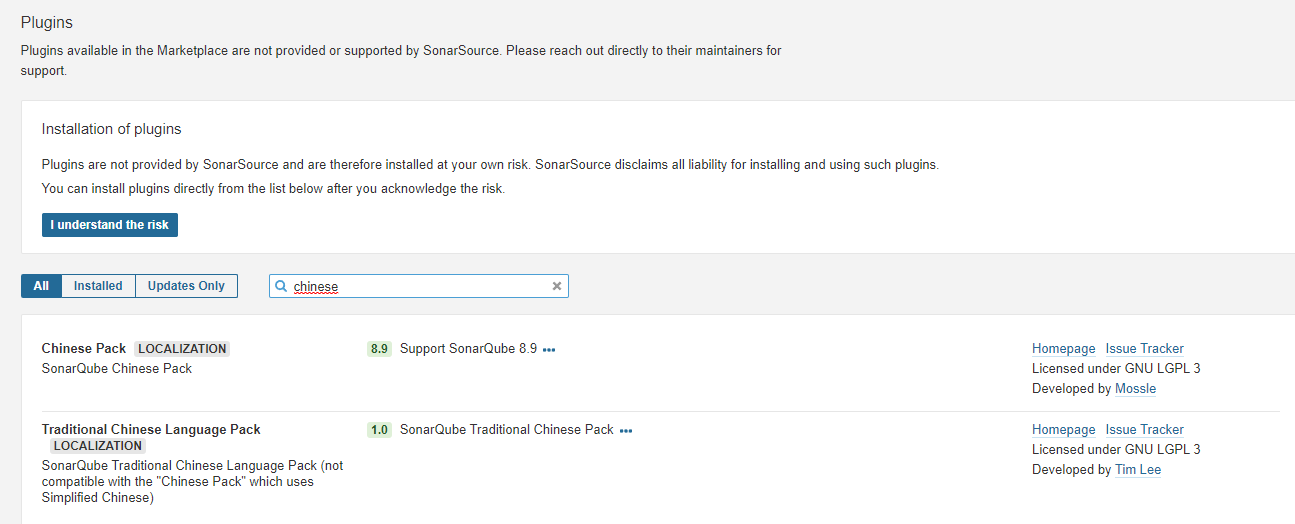 Plugins
Plugins available in the Marketplace are not provided or supported by SonarSource. Please reach out directly to their maintainers for
support.
Installation of plugins
Plugins are not provided by SonarSource and are therefore installed at your own risk. SonarSource disclaims all liability for installing and using such plugins.
You can install plugins directly from the list below after you acknowledge the risk.
I understand the risk
All Installed Updates Only chinese
Chinese Pack LOCALIZATION 8.9 Support SonarQube 8.9 ••• Homepage Issue Tracker
SonarQube Chinese Pack Licensed under GNU LGPL 3
Developed by Mossle
Traditional Chinese Language Pack 1.0 SonarQube Traditional Chinese Pack ••• Homepage Issue Tracker
LOCALIZATION Licensed under GNU LGPL 3
SonarQube Traditional Chinese Language Pack (not Developed by Tim Lee
compatible with the "Chinese Pack" which uses
Simplified Chinese)